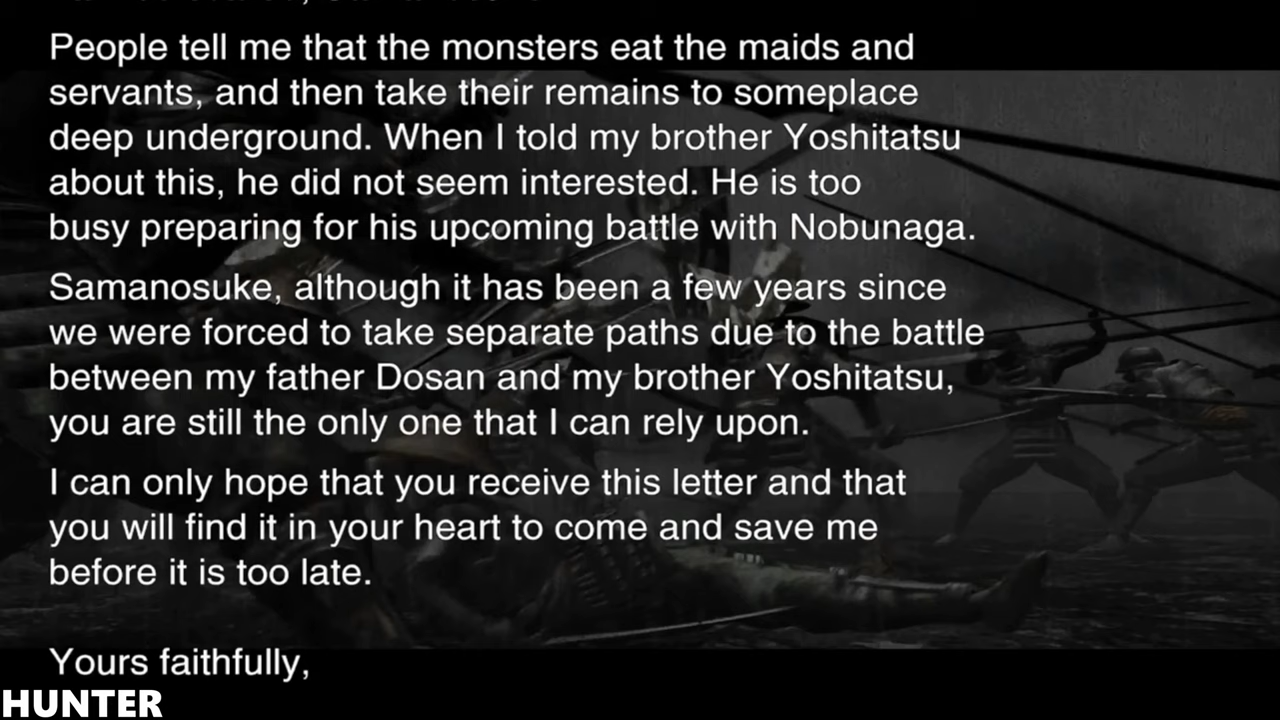 People tell me that the monsters eat the maids and
servants, and then take their remains to someplace
deep underground. When I told my brother Yoshitatsu
about this, he did not seem interested. He is too
busy preparing for his upcoming battle with Nobunaga.
Samanosuke, although it has been a few years since
we were forced to take separate paths due to the battle
between my father Dosan and my brother Yoshitatsu,
you are still the only one that I can rely upon.
I can only hope that you receive this letter and that
you will find it in your heart to come and save me
before it is too late.
Yours faithfully,
HUNTER